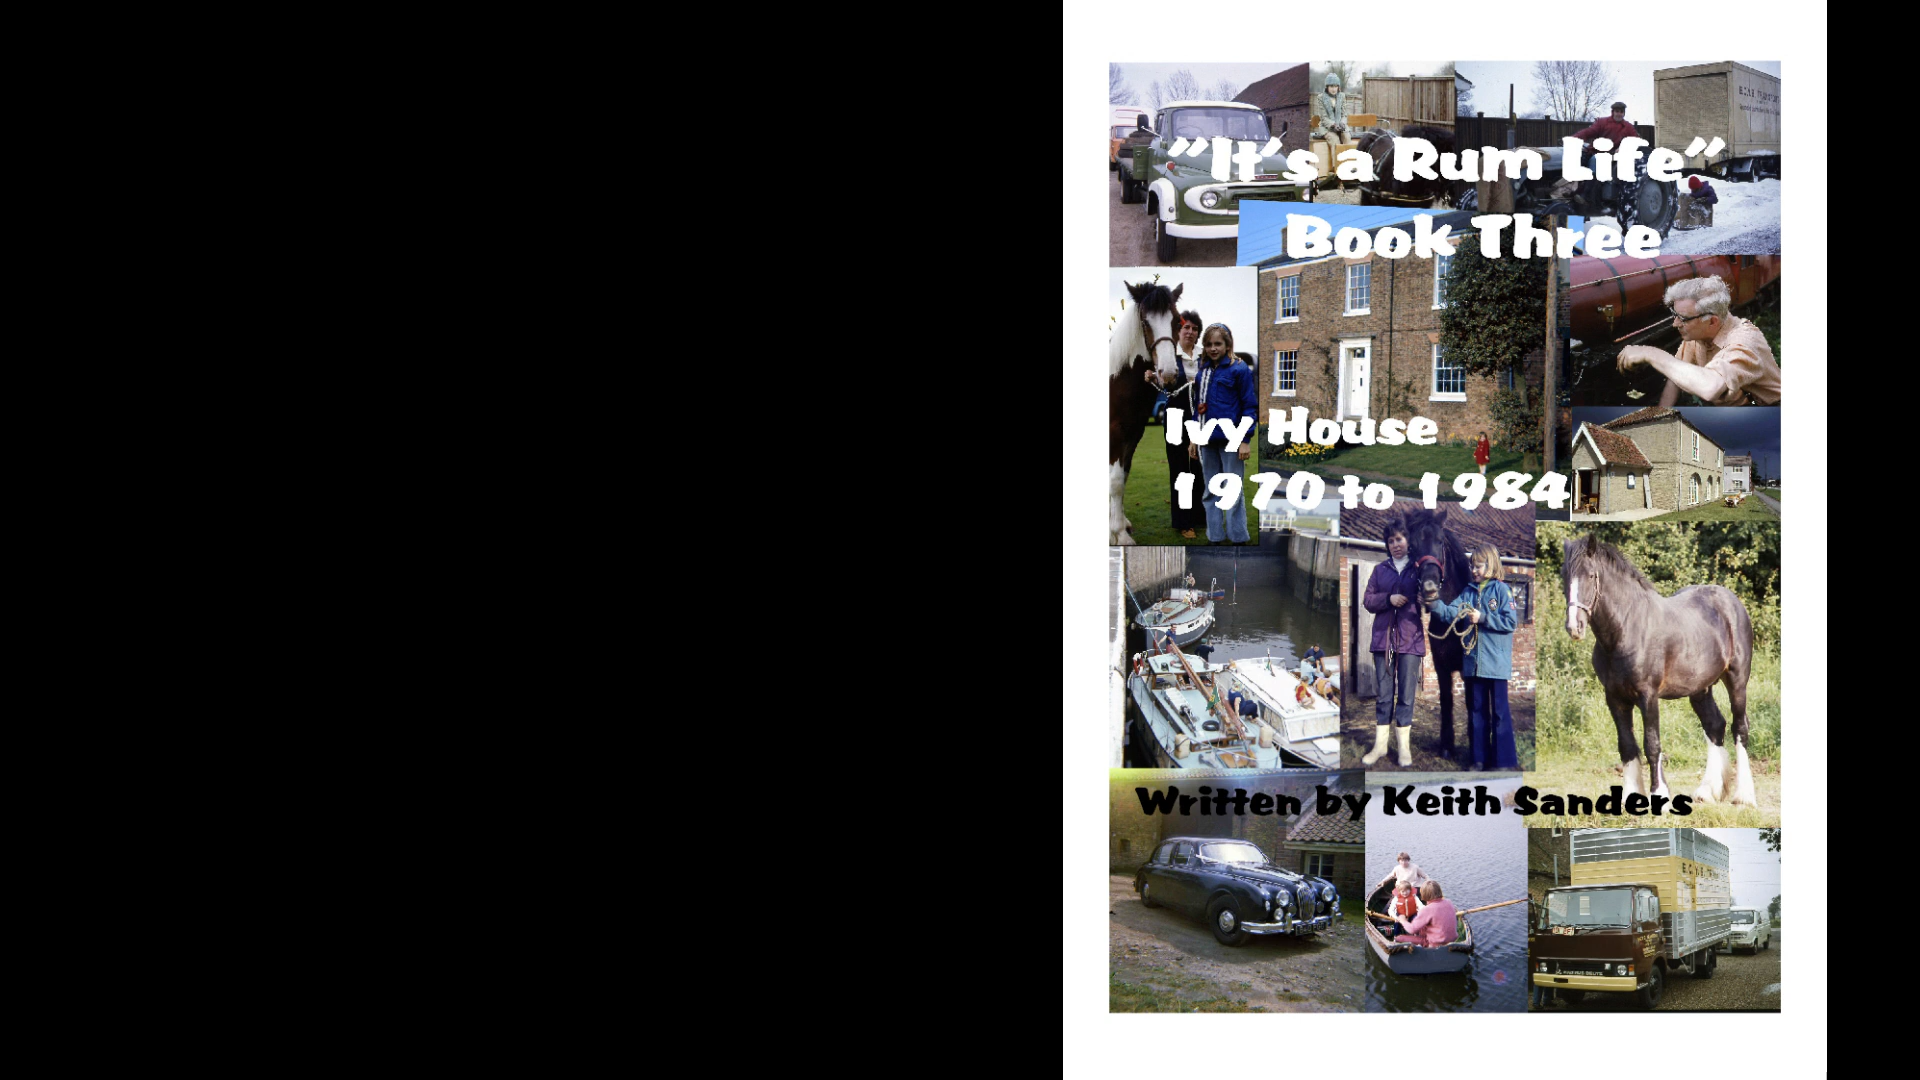 "It's a Rum Life"
Book Three
Ivy House
1970 to 1984
Written by Keith Sanders